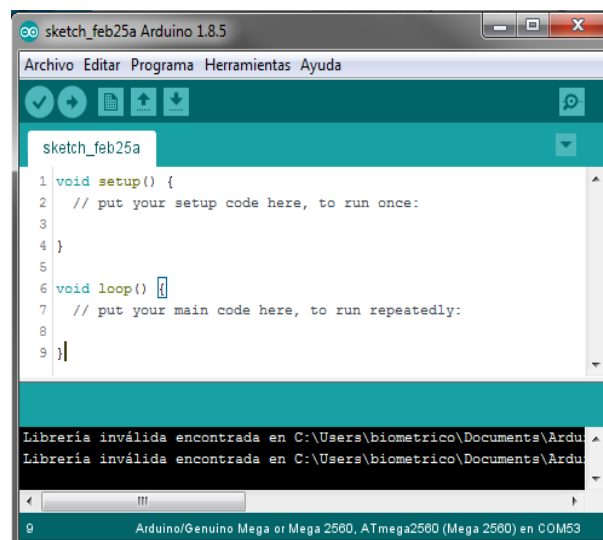 sketch_feb25a Arduino 1.8.5
Archivo Editar Programa Herramientas Ayuda
sketch_feb25a
1 void setup() {
2 // put your setup code here, to run once:
3
4 }
5
6 void loop() {
7 // put your main code here, to run repeatedly:
8
9 }
Librería inválida encontrada en C:\Users\biometrico\Documents\Ardui
Librería inválida encontrada en C:\Users\biometrico\Documents\Ardui
9 Arduino/Genuino Mega or Mega 2560, ATmega2560 (Mega 2560) en COM53